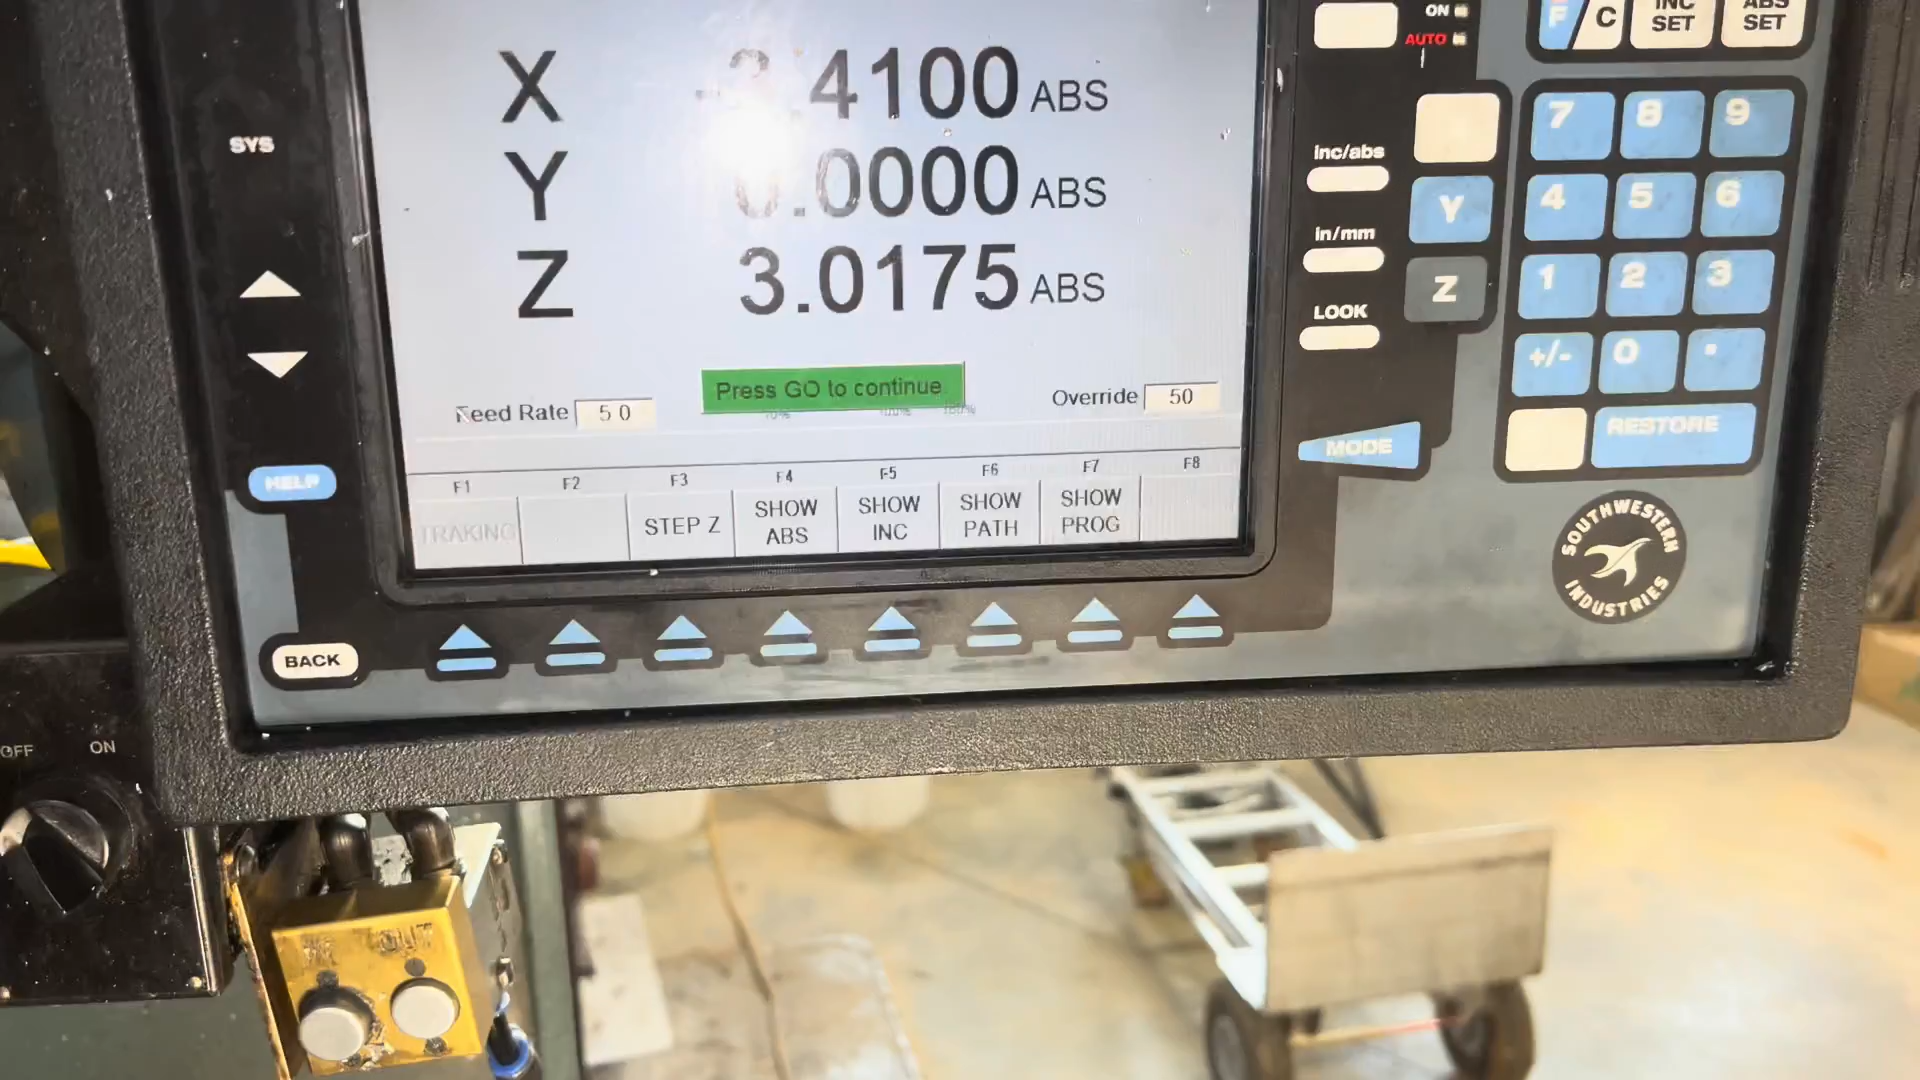 ON
AUTO
F C
INC SET
ABS SET
SYS
X .4100 ABS
Y 0.0000 ABS
Z 3.0175 ABS
inc/abs
in/mm
LOOK
Y
Z
7 8 9
4 5 6
1 2 3
+/- 0 .
RESTORE
MODE
Press GO to continue.
Feed Rate 5 0
Override 50
HELP
F1 F2 F3 F4 F5 F6 F7 F8
TRAKING
STEP Z
SHOW ABS
SHOW INC
SHOW PATH
SHOW PROG
SOUTHWESTERN INDUSTRIES
BACK
OFF ON
OUT